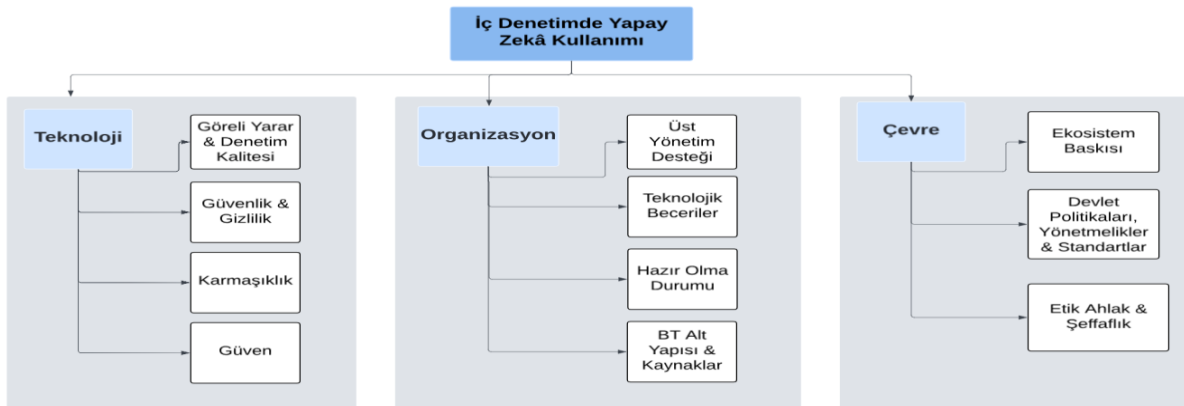 İç Denetimde Yapay
Zekâ Kullanımı
Teknoloji
Göreli Yarar
& Denetim
Kalitesi
Güvenlik &
Gizlilik
Karmaşıklık
Güven
Organizasyon
Üst
Yönetim
Desteği
Teknolojik
Beceriler
Hazır Olma
Durumu
BT Alt
Yapısı &
Kaynaklar
Çevre
Ekosistem
Baskısı
Devlet
Politikaları,
Yönetmelikler
& Standartlar
Etik Ahlak &
Şeffaflık